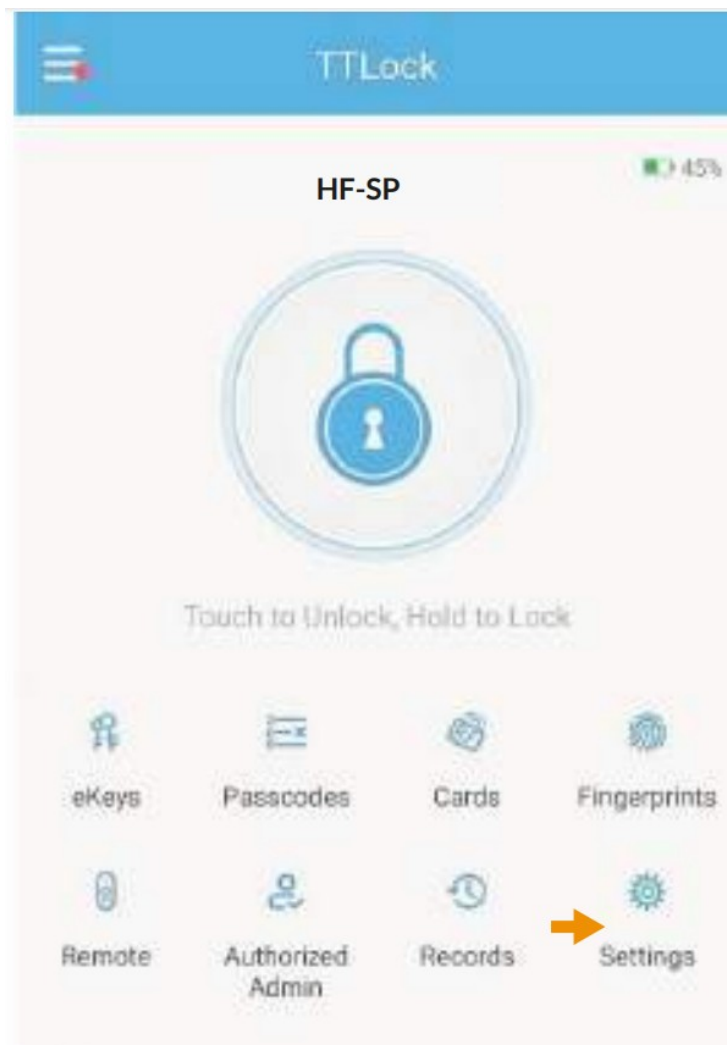 TTLock
45%
HF-SP
Touch to Unlock, Hold to Lock
eKeys Passcodes Cards Fingerprints
Remote Authorized Admin Records Settings